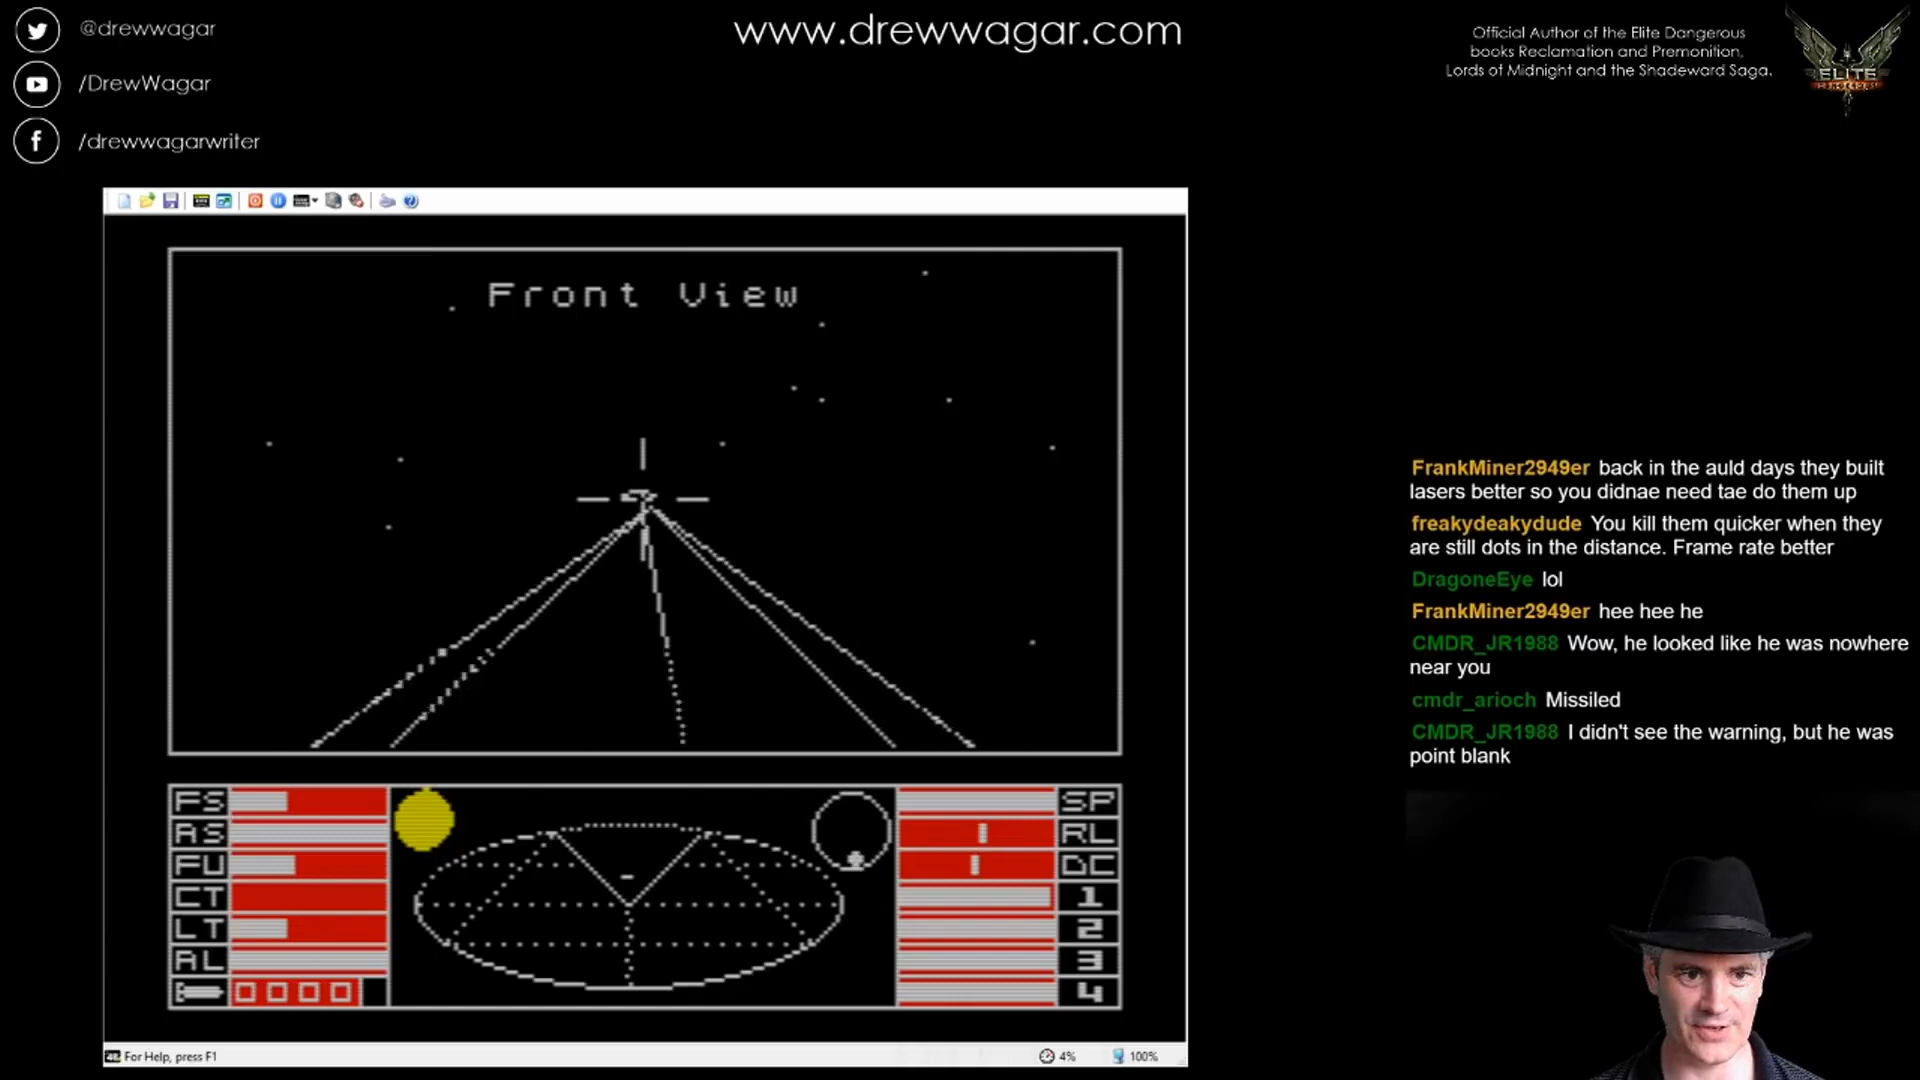 @drewwagar
/DrewWagar
/drewwagarwriter
www.drewwagar.com
Official Author of the Elite Dangerous
books Reclamation and Premonition,
Lords of Midnight and the Shadeward Saga.
ELITE
DANGEROUS
Front View
FS
AS
FU
CT
LT
AL
SP
RL
DC
1
2
3
4
For Help, press F1
4%
100%
FrankMiner2949er back in the auld days they built
lasers better so you didnae need tae do them up
freakydeakydude You kill them quicker when they
are still dots in the distance. Frame rate better
DragoneEye lol
FrankMiner2949er hee hee he
CMDR_JR1988 Wow, he looked like he was nowhere
near you
cmdr_arioch Missiled
CMDR_JR1988 I didn't see the warning, but he was
point blank